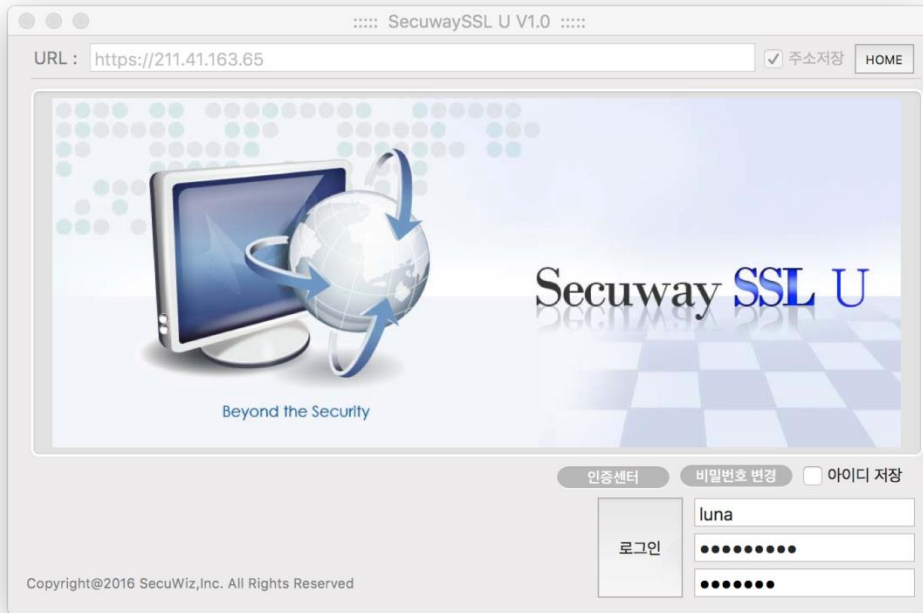 ::::: SecuwaySSL U V1.0 :::::
URL : https://211.41.163.65 주소저장 HOME
Secuway SSL U
Beyond the Security
인증센터 비밀번호 변경 아이디 저장
luna
로그인 ●●●●●●●●●
●●●●●●●
Copyright@2016 SecuWiz,Inc. All Rights Reserved